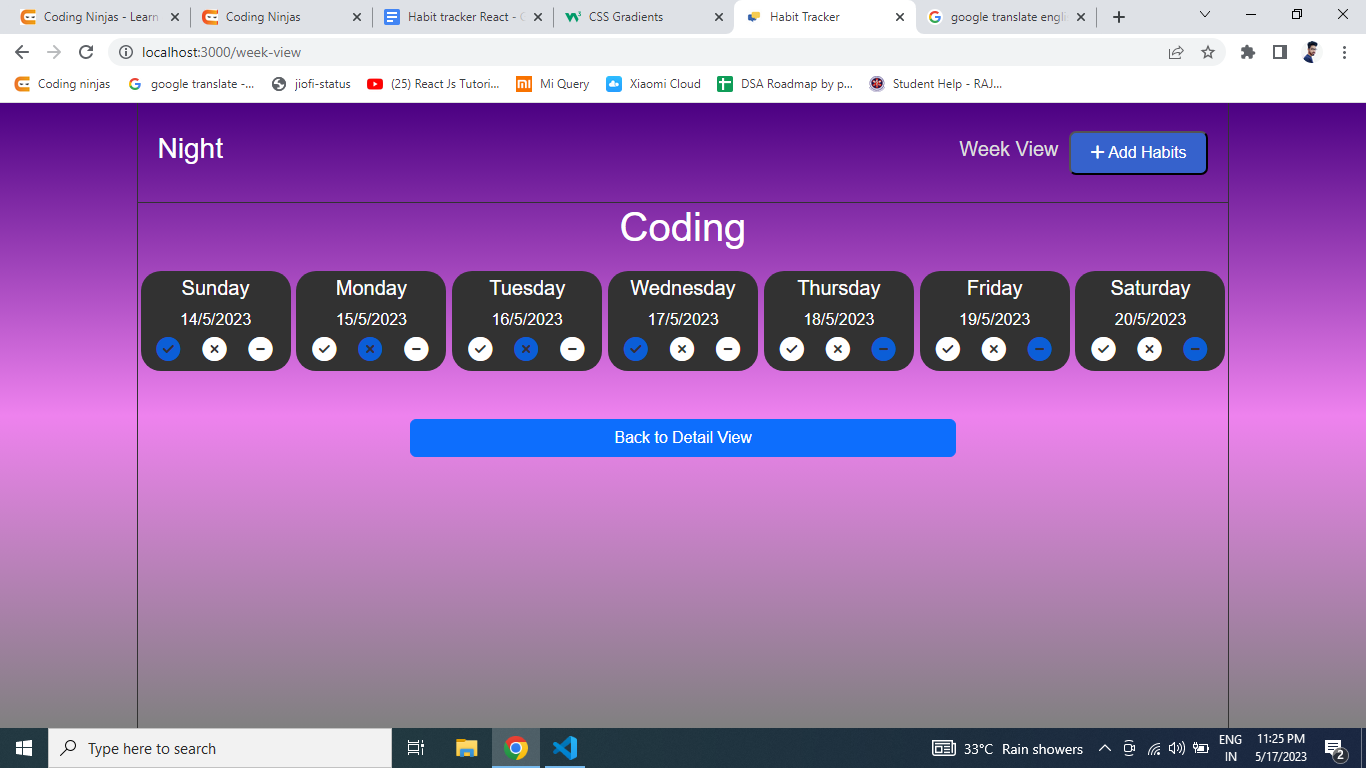 Coding Ninjas - Learn
Coding Ninjas
Habit tracker React - G
CSS Gradients
Habit Tracker
google translate engli
localhost:3000/week-view
Coding ninjas
google translate -...
jiofi-status
(25) React Js Tutori...
Mi Query
Xiaomi Cloud
DSA Roadmap by p...
Student Help - RAJ...
Night
Week View
+ Add Habits
Coding
Sunday
14/5/2023
Monday
15/5/2023
Tuesday
16/5/2023
Wednesday
17/5/2023
Thursday
18/5/2023
Friday
19/5/2023
Saturday
20/5/2023
Back to Detail View
Type here to search
33°C Rain showers
ENG
IN
11:25 PM
5/17/2023
2